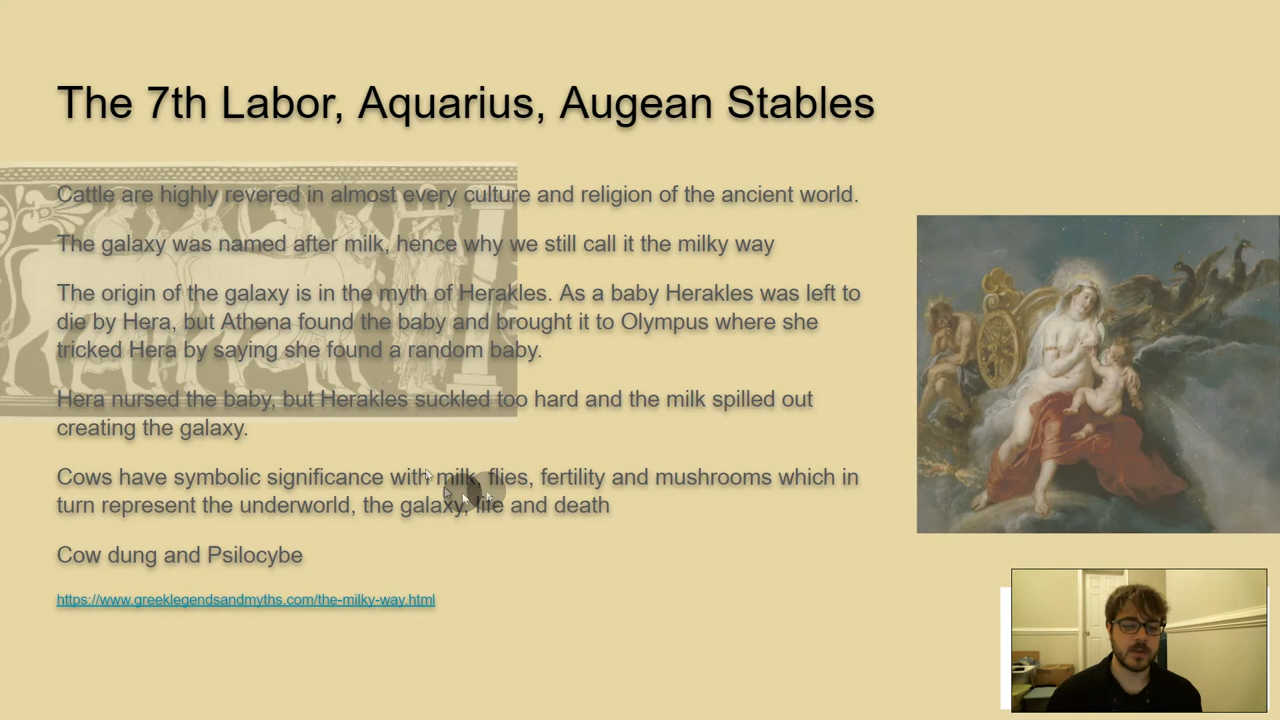 The 7th Labor, Aquarius, Augean Stables
Cattle are highly revered in almost every culture and religion of the ancient world.
The galaxy was named after milk, hence why we still call it the milky way
The origin of the galaxy is in the myth of Herakles. As a baby Herakles was left to
die by Hera, but Athena found the baby and brought it to Olympus where she
tricked Hera by saying she found a random baby.
Hera nursed the baby, but Herakles suckled too hard and the milk spilled out
creating the galaxy.
Cows have symbolic significance with milk, flies, fertility and mushrooms which in
turn represent the underworld, the galaxy, life and death
Cow dung and Psilocybe
https://www.greeklegendsandmyths.com/the-milky-way.html